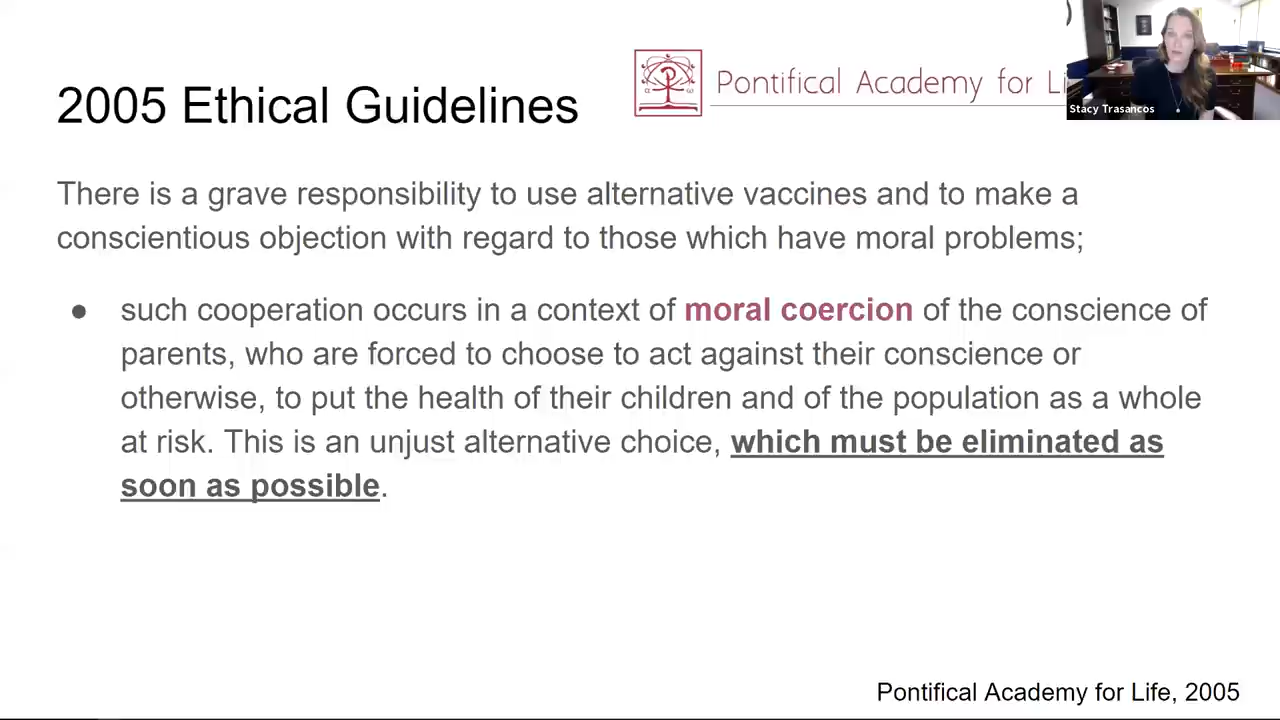 2005 Ethical Guidelines
Pontifical Academy for
Stacy Trasancos
There is a grave responsibility to use alternative vaccines and to make a
conscientious objection with regard to those which have moral problems;
● such cooperation occurs in a context of moral coercion of the conscience of
parents, who are forced to choose to act against their conscience or
otherwise, to put the health of their children and of the population as a whole
at risk. This is an unjust alternative choice, which must be eliminated as
soon as possible.
Pontifical Academy for Life, 2005